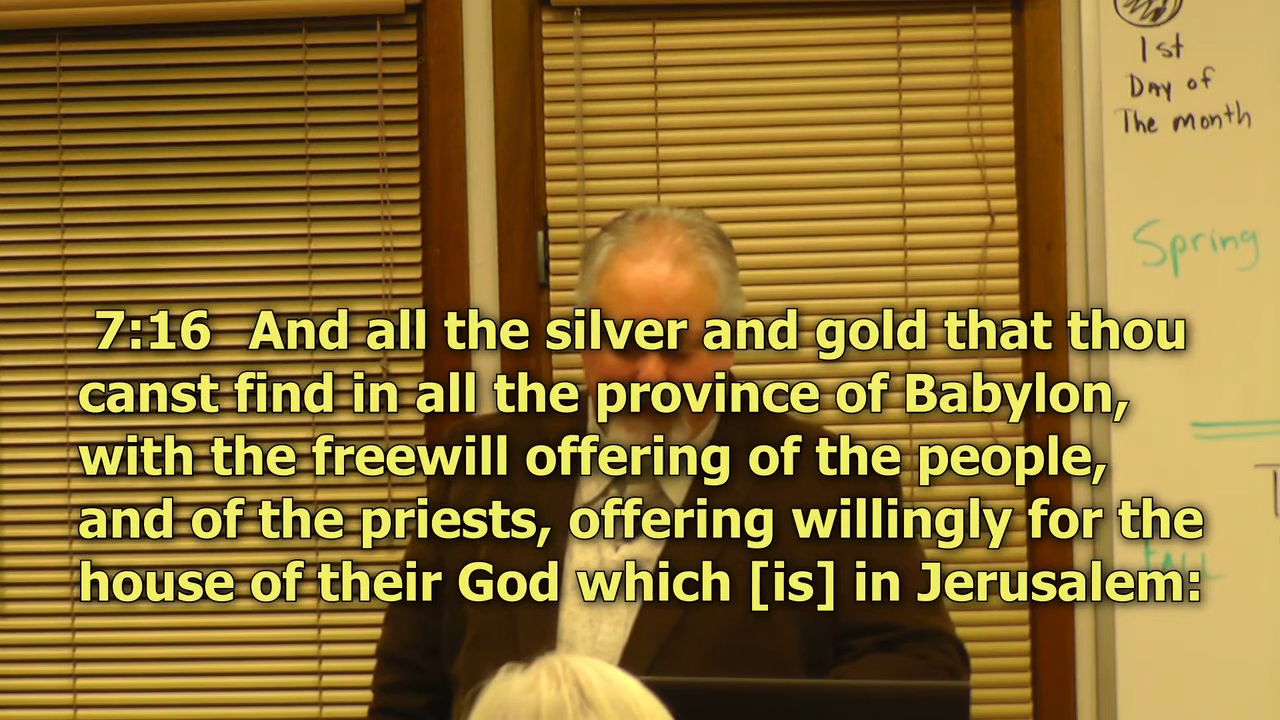 1st
Day of
The month
Spring
7:16 And all the silver and gold that thou
canst find in all the province of Babylon,
with the freewill offering of the people,
and of the priests, offering willingly for the
house of their God which [is] in Jerusalem: